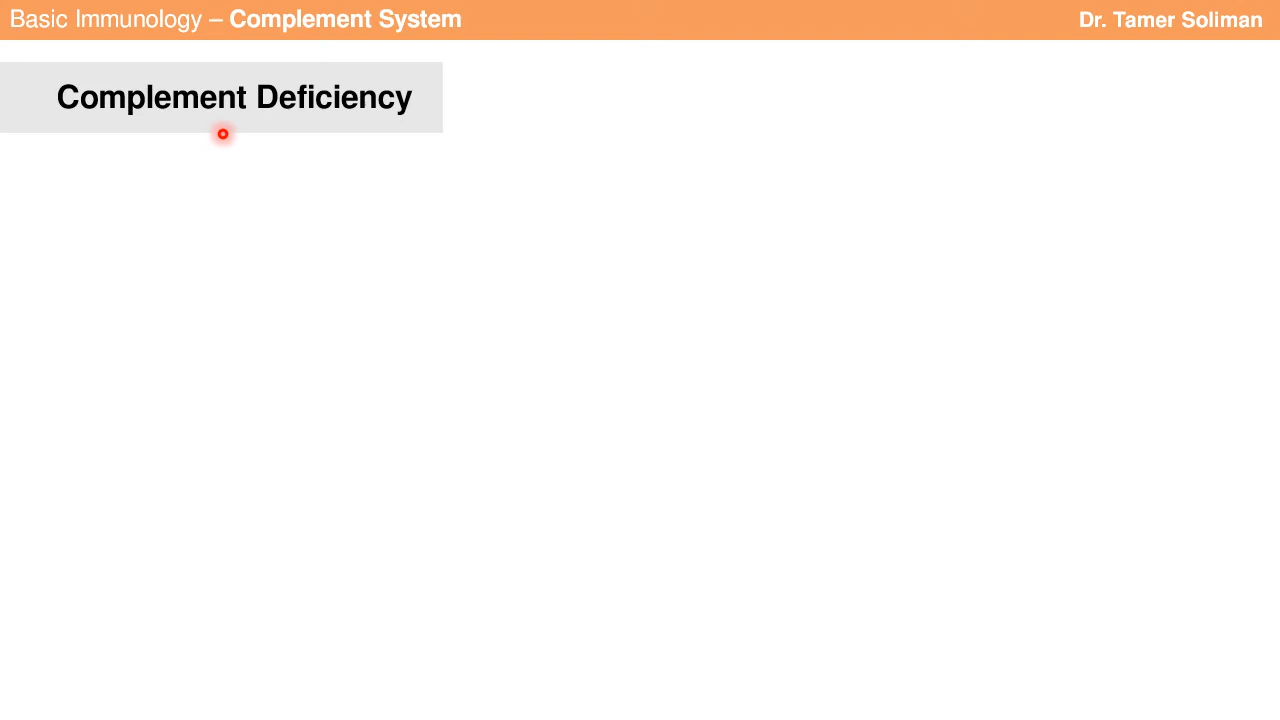 Basic Immunology – Complement System
Dr. Tamer Soliman
Complement Deficiency